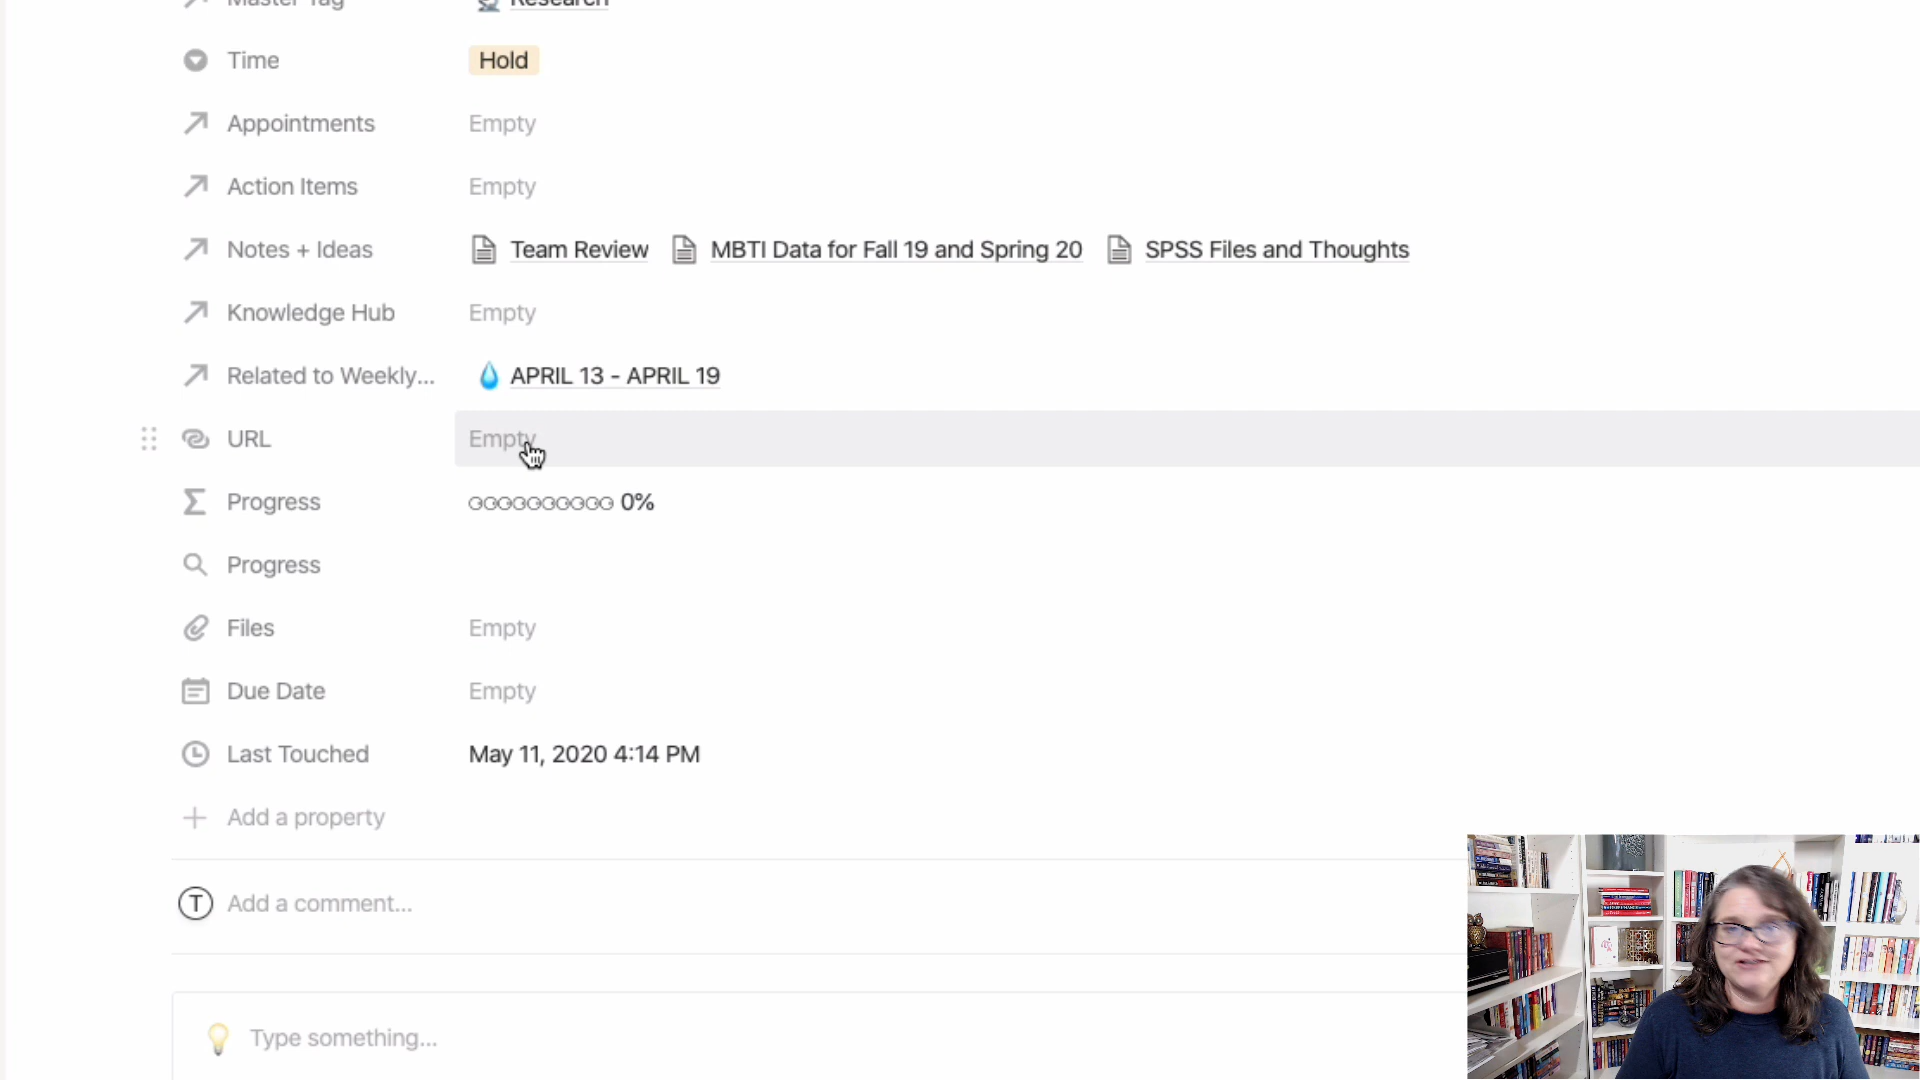 Master Tag Research
Time Hold
Appointments Empty
Action Items Empty
Notes + Ideas Team Review MBTI Data for Fall 19 and Spring 20 SPSS Files and Thoughts
Knowledge Hub Empty
Related to Weekly... APRIL 13 - APRIL 19
URL Empty
Progress 0%
Progress
Files Empty
Due Date Empty
Last Touched May 11, 2020 4:14 PM
Add a property
T Add a comment...
Type something...